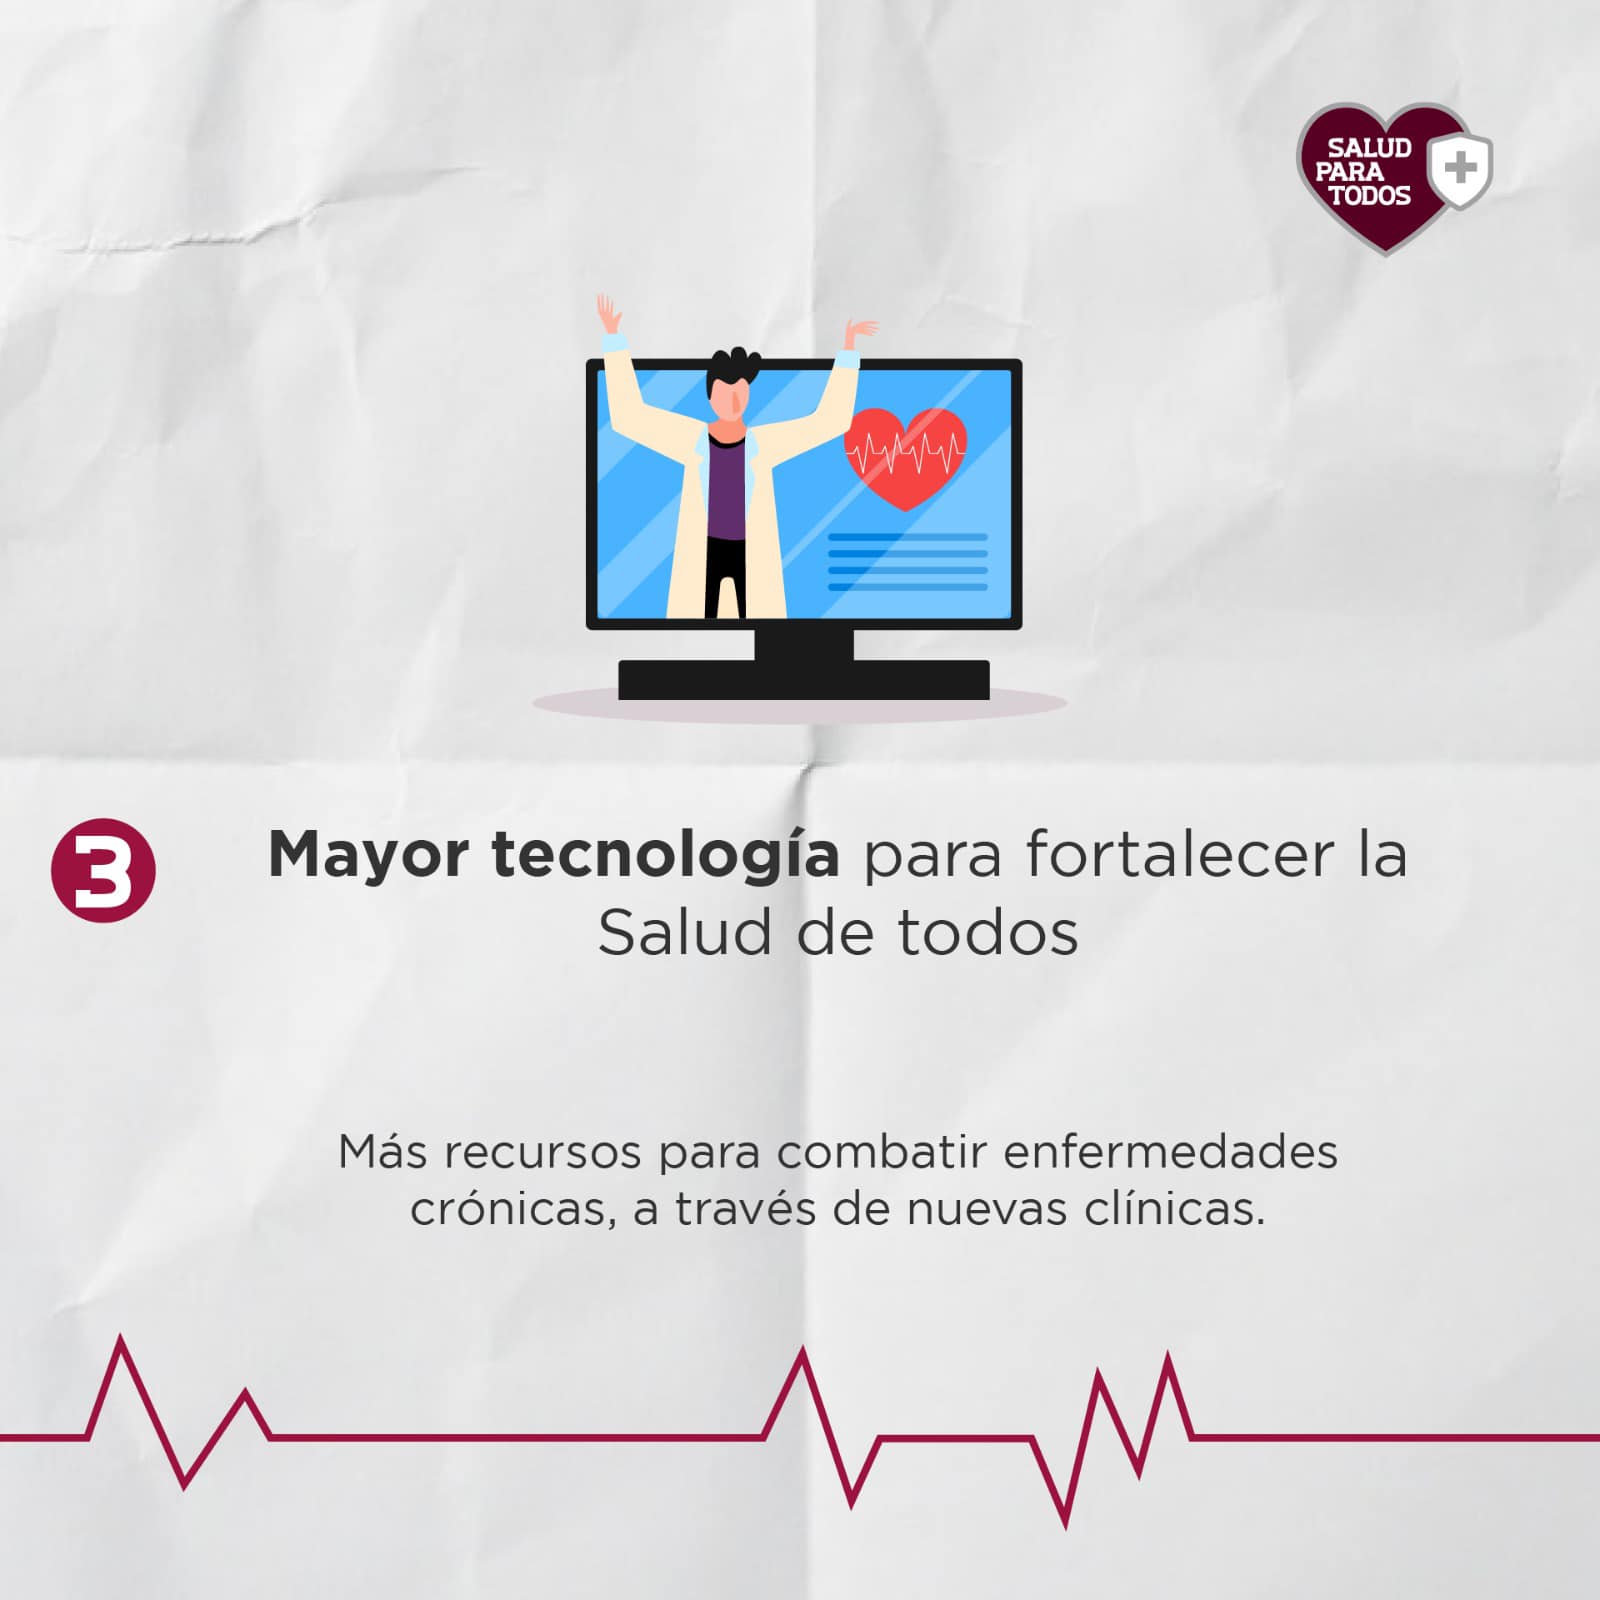 SALUD
PARA
TODOS
3
Mayor tecnología para fortalecer la
Salud de todos
Más recursos para combatir enfermedades
crónicas, a través de nuevas clínicas.